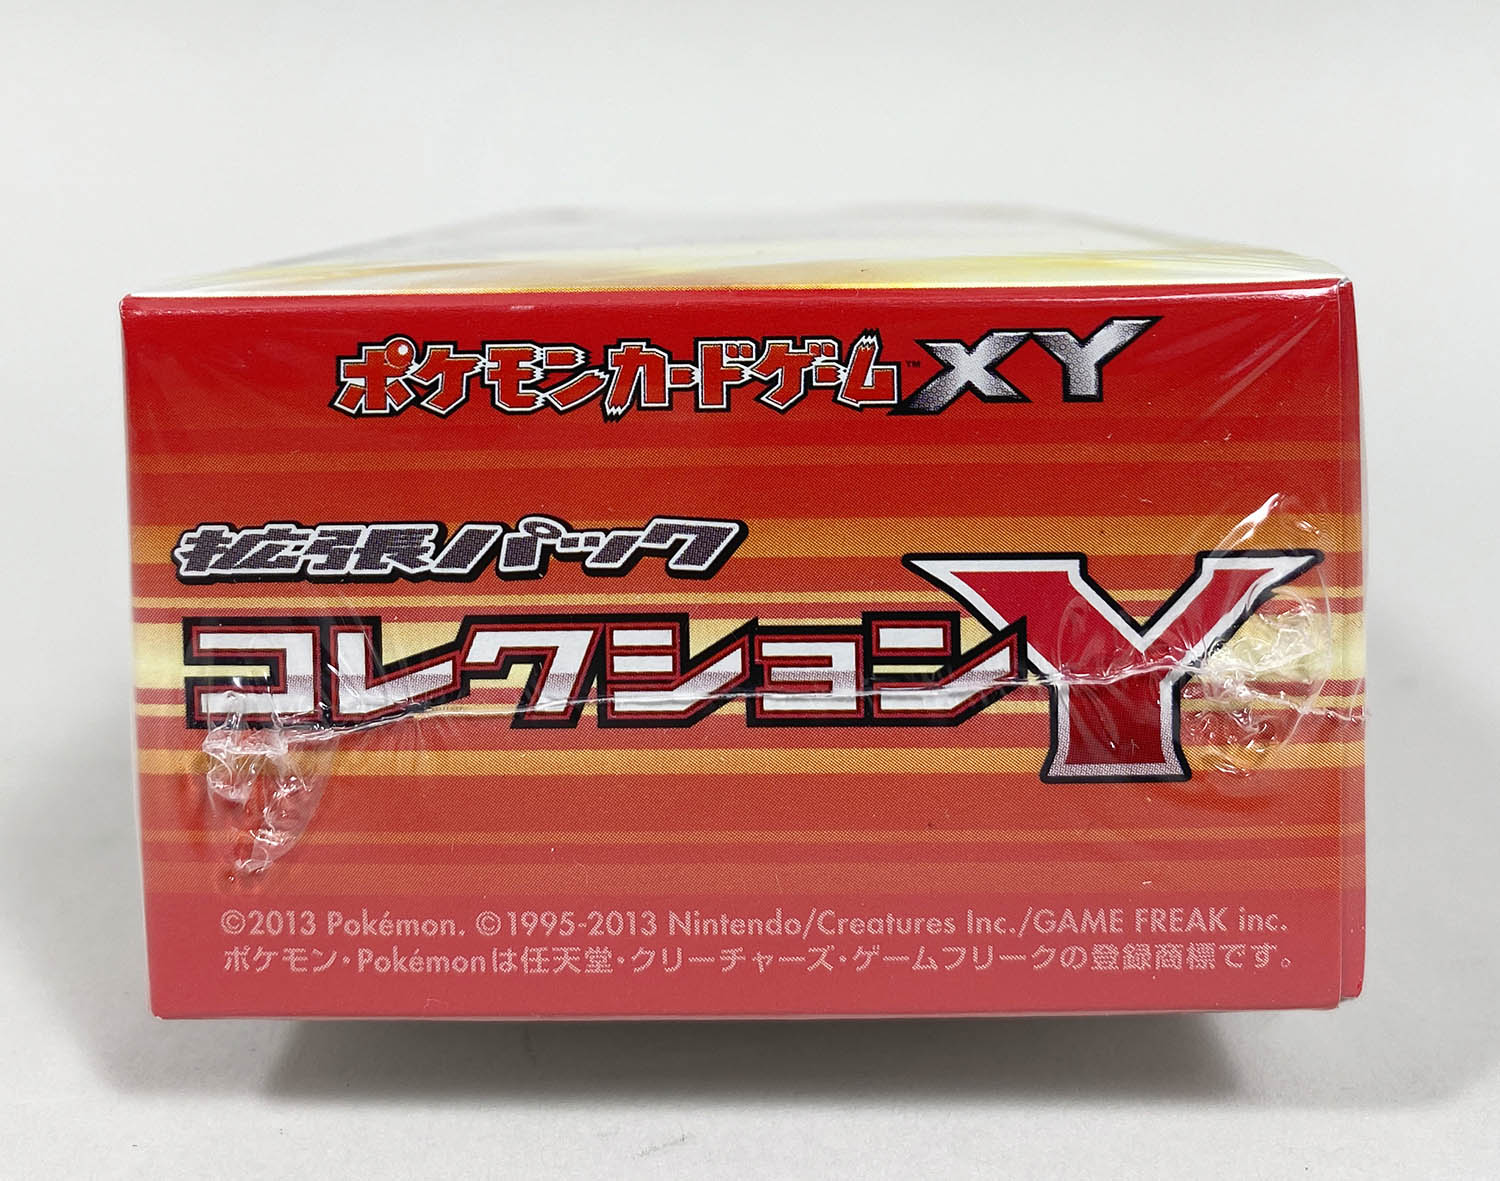 ポケモンカードゲーム™ XY
拡張パック
コレクションY
©2013 Pokémon. ©1995-2013 Nintendo/Creatures Inc./GAME FREAK inc.
ポケモン・Pokémonは任天堂・クリーチャーズ・ゲームフリークの登録商標です。